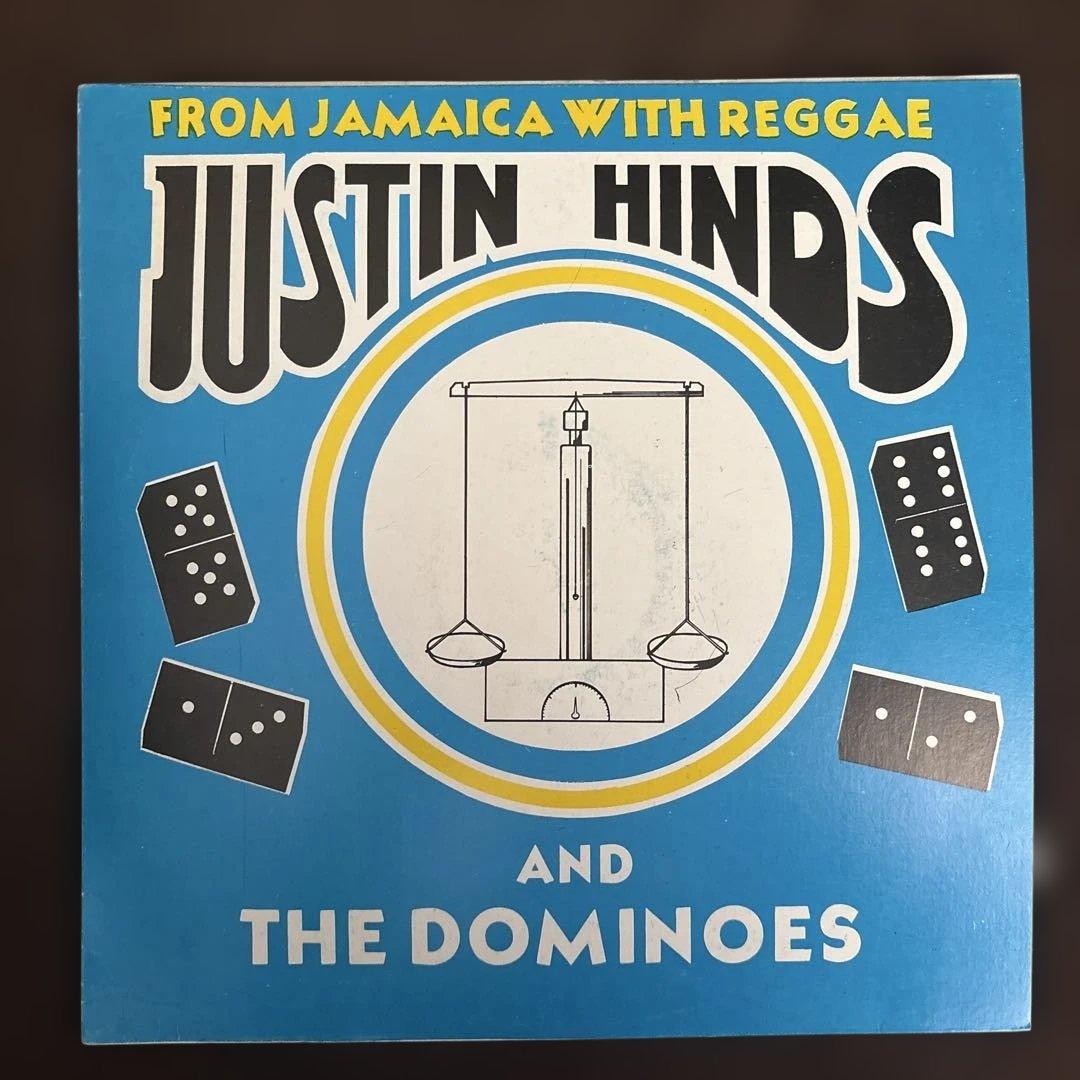 FROM JAMAICA WITH REGGAE
JUSTIN HINDS
AND
THE DOMINOES